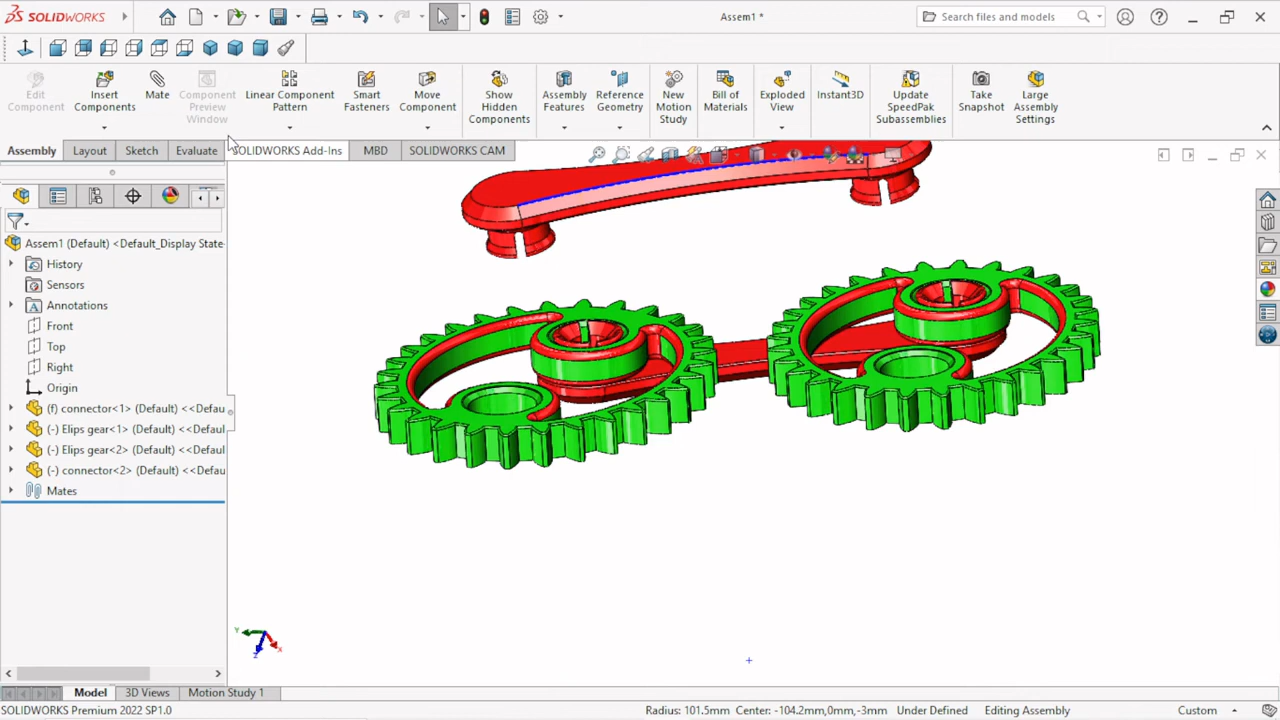 SOLIDWORKS
Assem1 *
Search files and models
Edit Component
Insert Components
Mate
Component Preview Window
Linear Component Pattern
Smart Fasteners
Move Component
Show Hidden Components
Assembly Features
Reference Geometry
New Motion Study
Bill of Materials
Exploded View
Instant3D
Update SpeedPak Subassemblies
Take Snapshot
Large Assembly Settings
Assembly
Layout
Sketch
Evaluate
SOLIDWORKS Add-Ins
MBD
SOLIDWORKS CAM
Assem1 (Default) <Default_Display State-
History
Sensors
Annotations
Front
Top
Right
Origin
(f) connector<1> (Default) <<Defau
(-) Elips gear<1> (Default) <<Defaul
(-) Elips gear<2> (Default) <<Defaul
(-) connector<2> (Default) <<Defau
Mates
Y
X
Z
Model
3D Views
Motion Study 1
SOLIDWORKS Premium 2022 SP1.0
Radius: 101.5mm Center: -104.2mm,0mm,-3mm
Under Defined
Editing Assembly
Custom